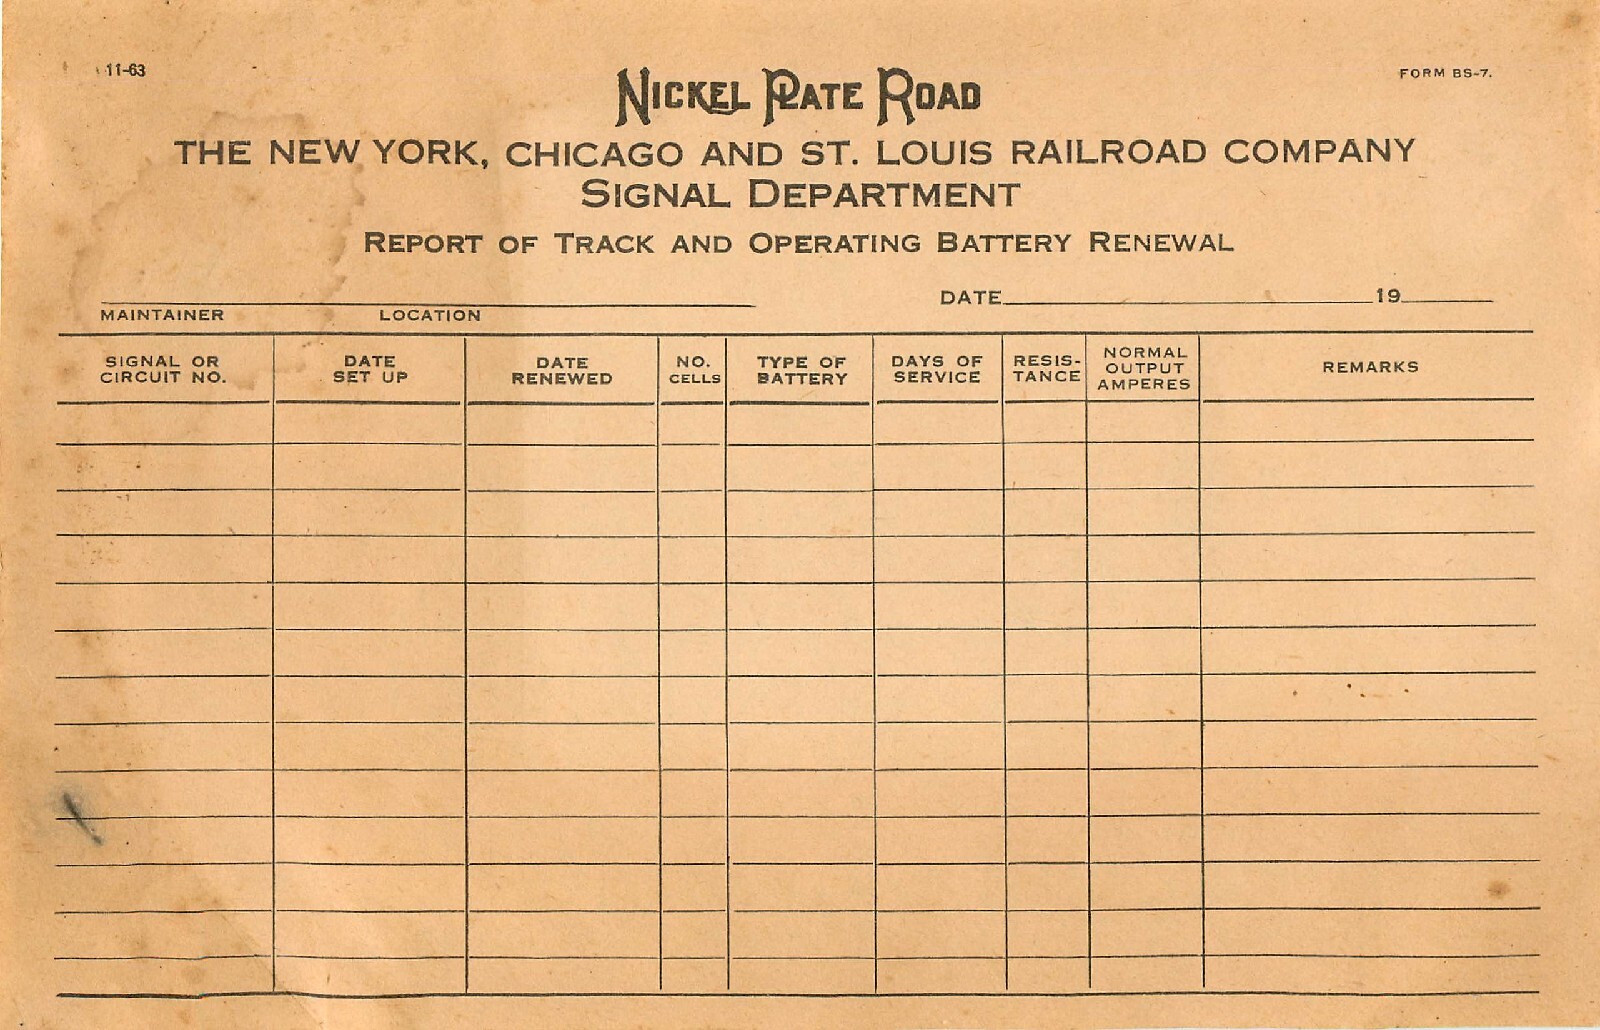 11-63
FORM BS-7.
NICKEL PLATE ROAD
THE NEW YORK, CHICAGO AND ST. LOUIS RAILROAD COMPANY
SIGNAL DEPARTMENT
REPORT OF TRACK AND OPERATING BATTERY RENEWAL
DATE 19
MAINTAINER LOCATION
SIGNAL OR
CIRCUIT NO.
DATE
SET UP
DATE
RENEWED
NO.
CELLS
TYPE OF
BATTERY
DAYS OF
SERVICE
RESIS-
TANCE
NORMAL
OUTPUT
AMPERES
REMARKS